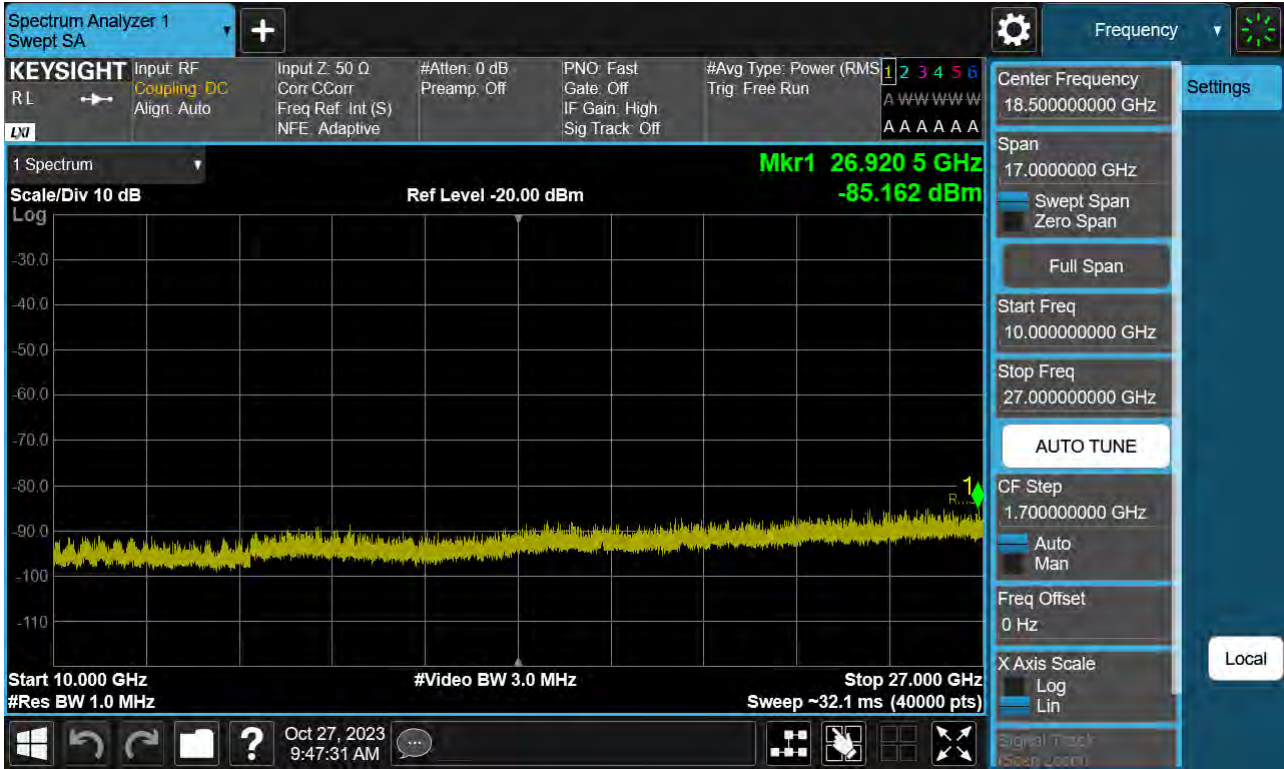 Spectrum Analyzer 1
Swept SA
Frequency
KEYSIGHT
R L
LXI
Input: RF
Coupling: DC
Align: Auto
Input Z: 50 Ω
Corr CCorr
Freq Ref: Int (S)
NFE: Adaptive
#Atten: 0 dB
Preamp: Off
PNO: Fast
Gate: Off
IF Gain: High
Sig Track: Off
#Avg Type: Power (RMS
Trig: Free Run
1 2 3 4 5 6
A W W W W W
A A A A A A
1 Spectrum
Mkr1 26.920 5 GHz
Scale/Div 10 dB
Ref Level -20.00 dBm
-85.162 dBm
Log
-30.0
-40.0
-50.0
-60.0
-70.0
-80.0
-90.0
-100
-110
1
R...
Start 10.000 GHz
#Video BW 3.0 MHz
Stop 27.000 GHz
#Res BW 1.0 MHz
Sweep ~32.1 ms (40000 pts)
Center Frequency
18.500000000 GHz
Settings
Span
17.0000000 GHz
Swept Span
Zero Span
Full Span
Start Freq
10.000000000 GHz
Stop Freq
27.000000000 GHz
AUTO TUNE
CF Step
1.700000000 GHz
Auto
Man
Freq Offset
0 Hz
X Axis Scale
Log
Lin
Local
Signal Track
(Span Zoom)
?
Oct 27, 2023
9:47:31 AM